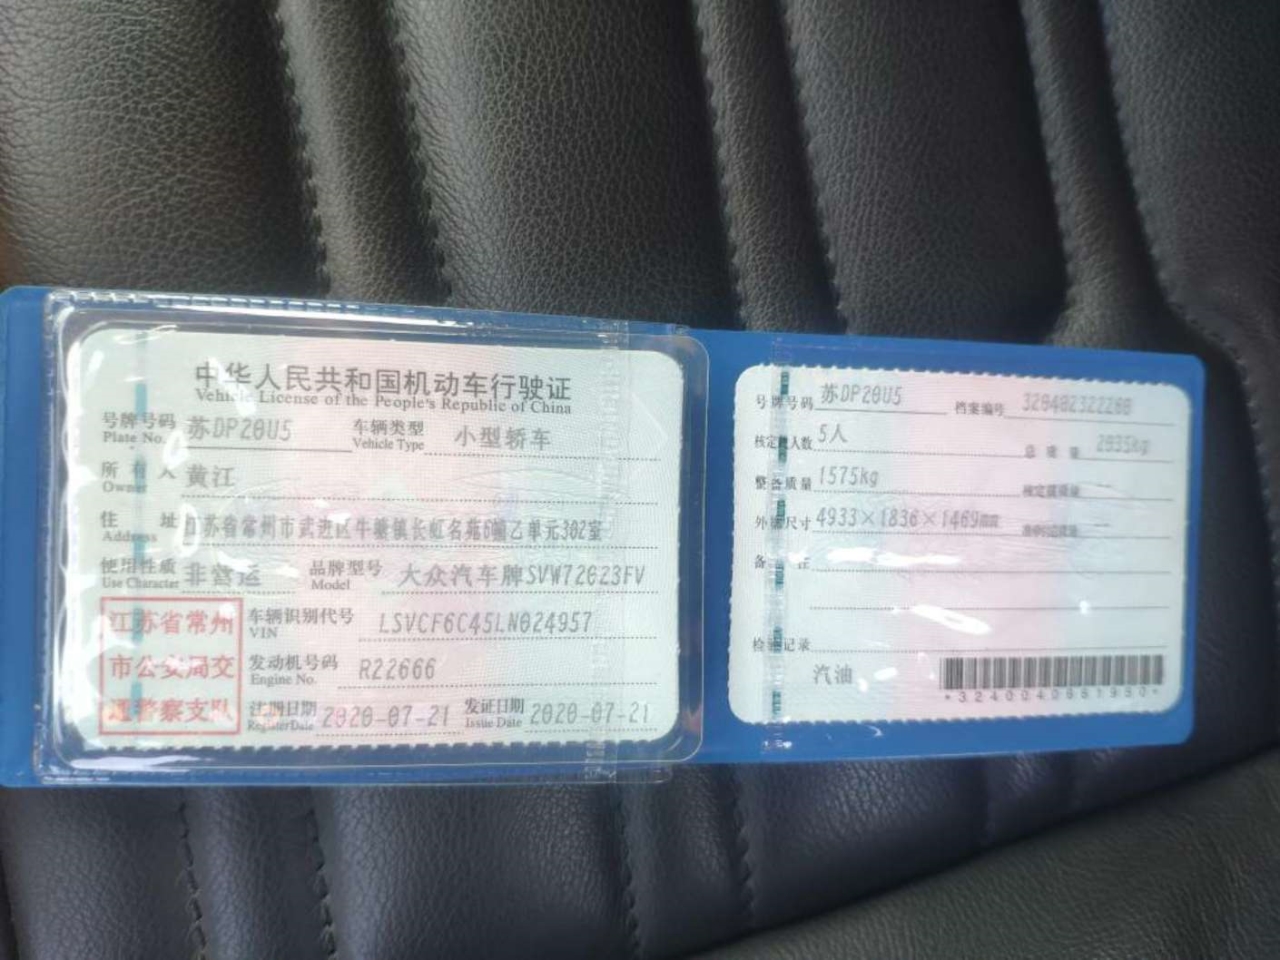 中华人民共和国机动车行驶证
Vehicle License of the People's Republic of China
号牌号码 苏DP20U5 车辆类型 小型轿车
Plate No. Vehicle Type
所有人 黄江
Owner
住址 江苏省常州市武进区牛塘镇长虹名苑6幢乙单元302室
Address
使用性质 非营运 品牌型号 大众汽车牌SVW72623FV
Use Character Model
江苏省常州
市公安局交
通警察支队
车辆识别代号 LSVCF6C45LN024957
VIN
发动机号码 R22666
Engine No.
注册日期 2020-07-21 发证日期 2020-07-21
Register Date Issue Date
号牌号码 苏DP20U5 档案编号 320402322268
核定载人数 5人 总质量 2035kg
整备质量 1575kg 核定载质量 --
外廓尺寸 4933×1836×1469mm --
备注
检验记录
汽油
*3240040981950*